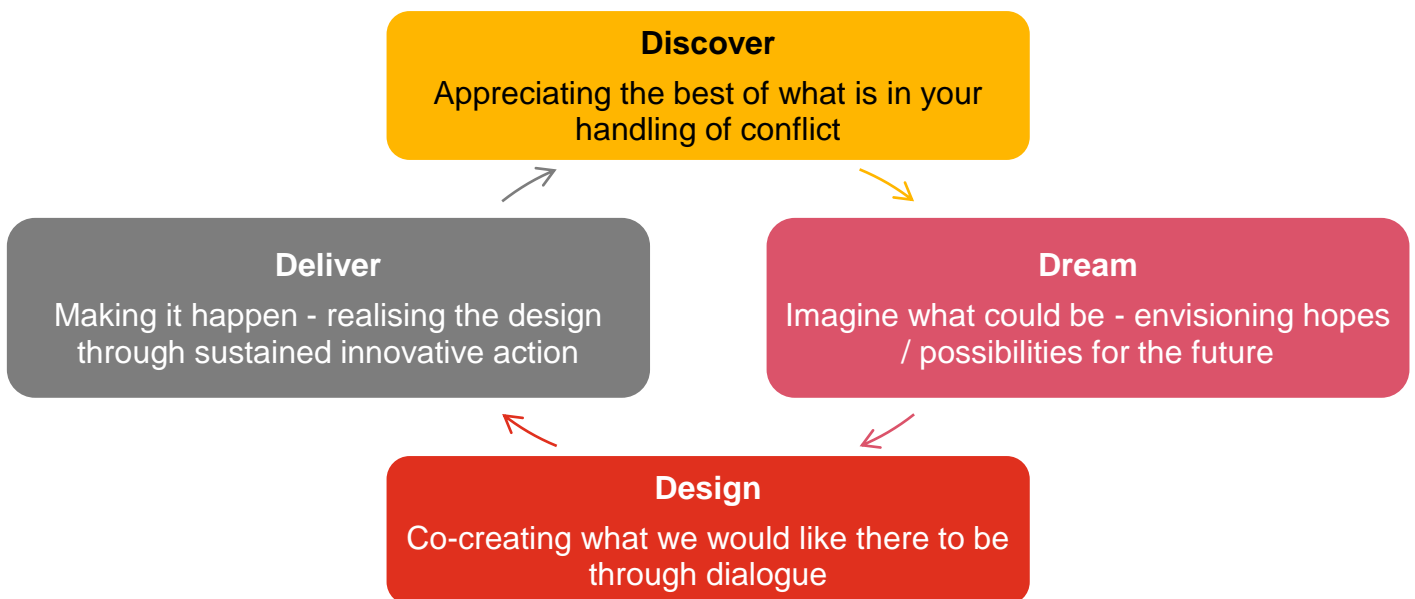 Discover
Appreciating the best of what is in your
handling of conflict
Deliver
Making it happen - realising the design
through sustained innovative action
Dream
Imagine what could be - envisioning hopes
/ possibilities for the future
Design
Co-creating what we would like there to be
through dialogue